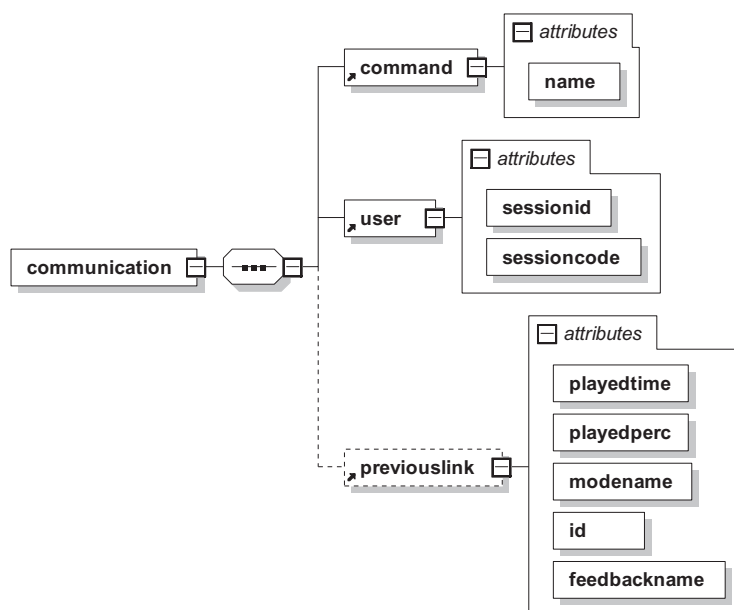 communication
command
attributes
name
user
attributes
sessionid
sessioncode
previouslink
attributes
playedtime
playedperc
modename
id
feedbackname